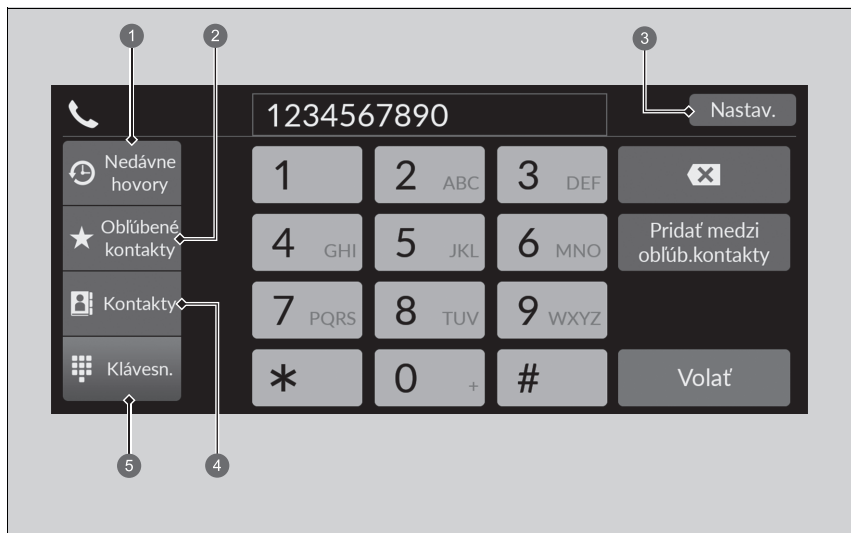 1
2
3
1234567890
Nastav.
Nedávne
hovory
Obľúbené
kontakty
Kontakty
Klávesn.
1
2 ABC
3 DEF
4 GHI
5 JKL
6 MNO
Pridať medzi
obľúb.kontakty
7 PQRS
8 TUV
9 WXYZ
*
0 +
#
Volať
5
4